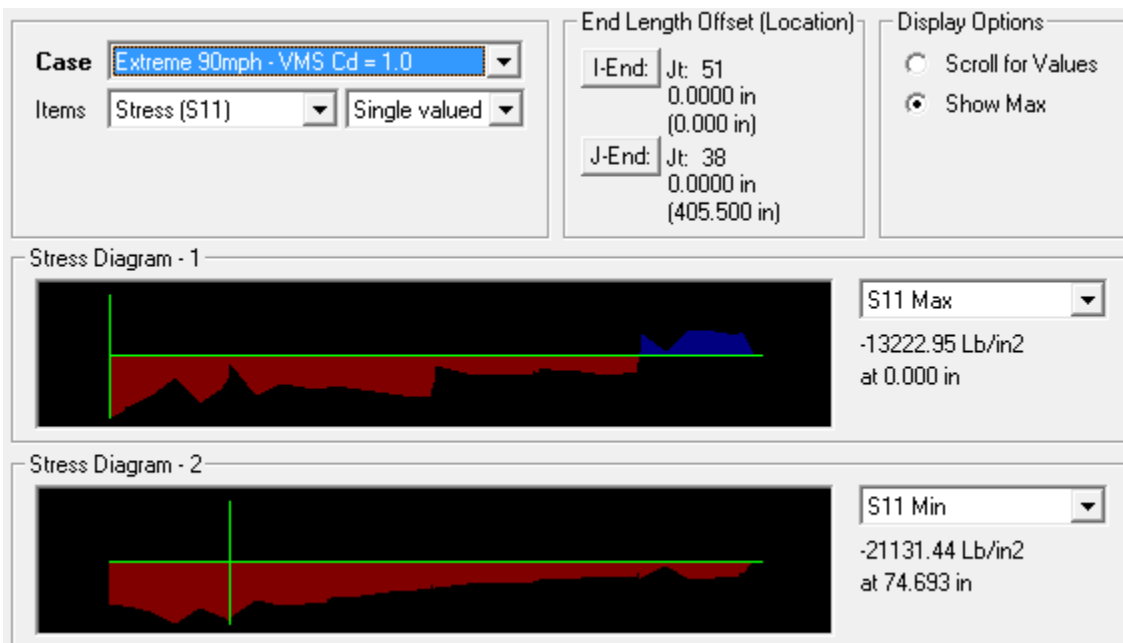 End Length Offset (Location)
Display Options
Case Extreme 90mph - VMS Cd = 1.0
Items Stress (S11) Single valued
I-End: Jt: 51
0.0000 in
(0.000 in)
J-End: Jt: 38
0.0000 in
(405.500 in)
Scroll for Values
Show Max
Stress Diagram - 1
S11 Max
-13222.95 Lb/in2
at 0.000 in
Stress Diagram - 2
S11 Min
-21131.44 Lb/in2
at 74.693 in